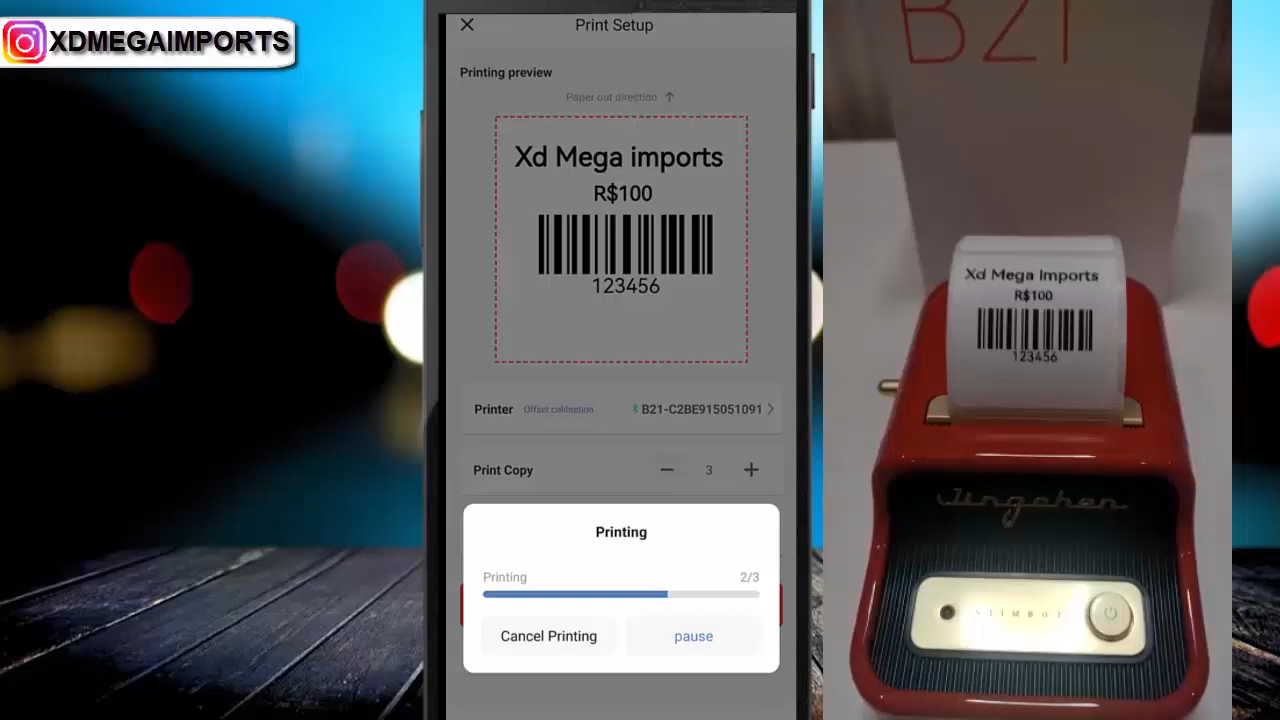 XDMEGAIMPORTS
Print Setup
Printing preview
Paper out direction ↑
Xd Mega imports
R$100
123456
Printer
Offset calibration
B21-C2BE915051091
Print Copy
3
Printing
Printing
2/3
Cancel Printing
pause
B21
Xd Mega imports
R$100
123456
Jingchen
NIIMBOT